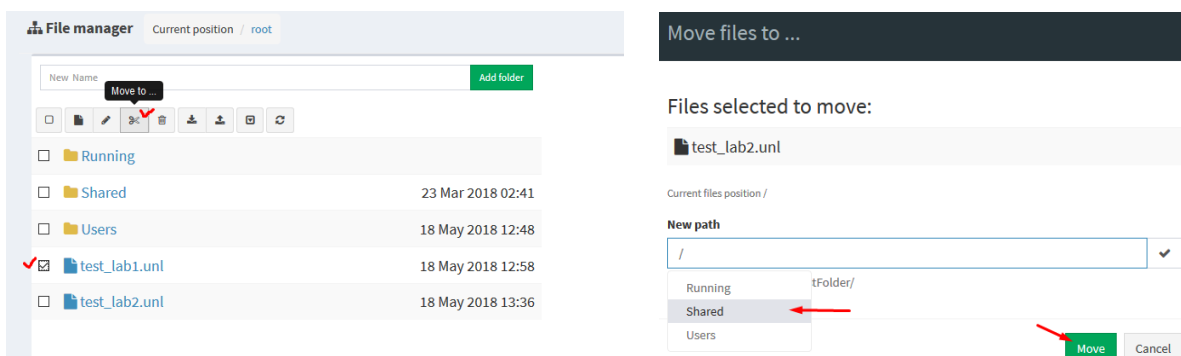 File manager Current position / root
New Name Add folder
Move to ...
Running
Shared 23 Mar 2018 02:41
Users 18 May 2018 12:48
test_lab1.unl 18 May 2018 12:58
test_lab2.unl 18 May 2018 13:36
Move files to ...
Files selected to move:
test_lab2.unl
Current files position /
New path
/
tFolder/
Running
Shared
Users
Move Cancel